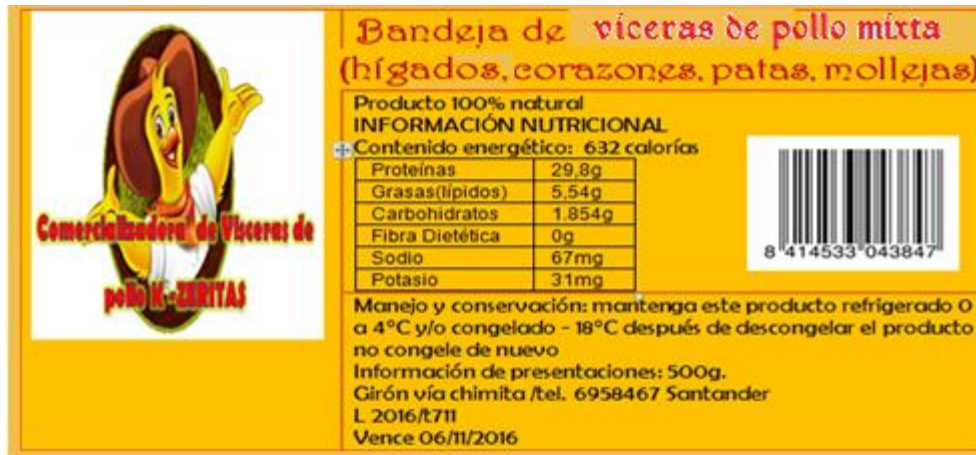 Bandeja de víceras de pollo mixta
(hígados, corazones, patas, mollejas)
Comercializadora de Visceras de
pollo K-ZERITAS
Producto 100% natural
INFORMACIÓN NUTRICIONAL
Contenido energético: 632 calorías
Proteínas 29,8g
Grasas(lípidos) 5,54g
Carbohidratos 1.854g
Fibra Dietética 0g
Sodio 67mg
Potasio 31mg
8 414533 043847
Manejo y conservación: mantenga este producto refrigerado 0
a 4°C y/o congelado - 18°C después de descongelar el producto
no congele de nuevo
Información de presentaciones: 500g.
Girón vía chimita /tel. 6958467 Santander
L 2016/t711
Vence 06/11/2016